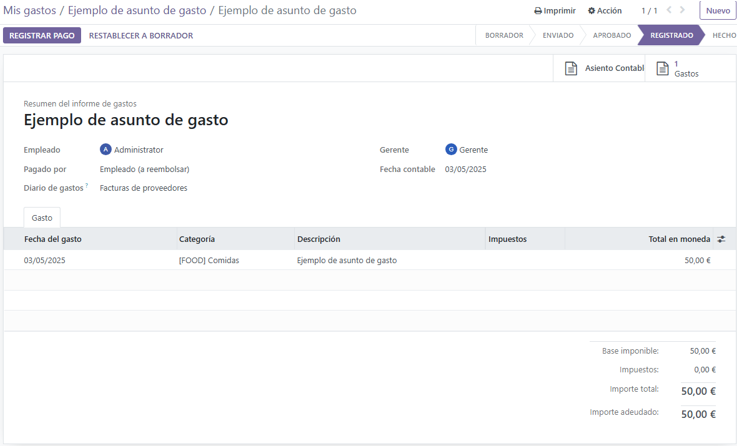 Mis gastos / Ejemplo de asunto de gasto / Ejemplo de asunto de gasto Imprimir Acción 1 / 1 Nuevo
REGISTRAR PAGO RESTABLECER A BORRADOR BORRADOR ENVIADO APROBADO REGISTRADO HECHO
Asiento Contabl 1
Gastos
Resumen del informe de gastos
Ejemplo de asunto de gasto
Empleado A Administrator Gerente G Gerente
Pagado por Empleado (a reembolsar) Fecha contable 03/05/2025
Diario de gastos ? Facturas de proveedores
Gasto
Fecha del gasto Categoría Descripción Impuestos Total en moneda
03/05/2025 [FOOD] Comidas Ejemplo de asunto de gasto 50,00 €
Base imponible: 50,00 €
Impuestos: 0,00 €
Importe total: 50,00 €
Importe adeudado: 50,00 €